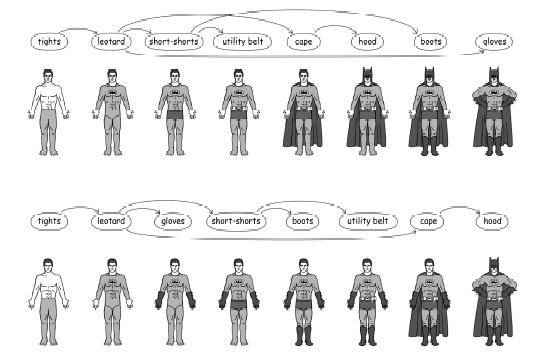 tights leotard short-shorts utility belt cape hood boots gloves
tights leotard gloves short-shorts boots utility belt cape hood